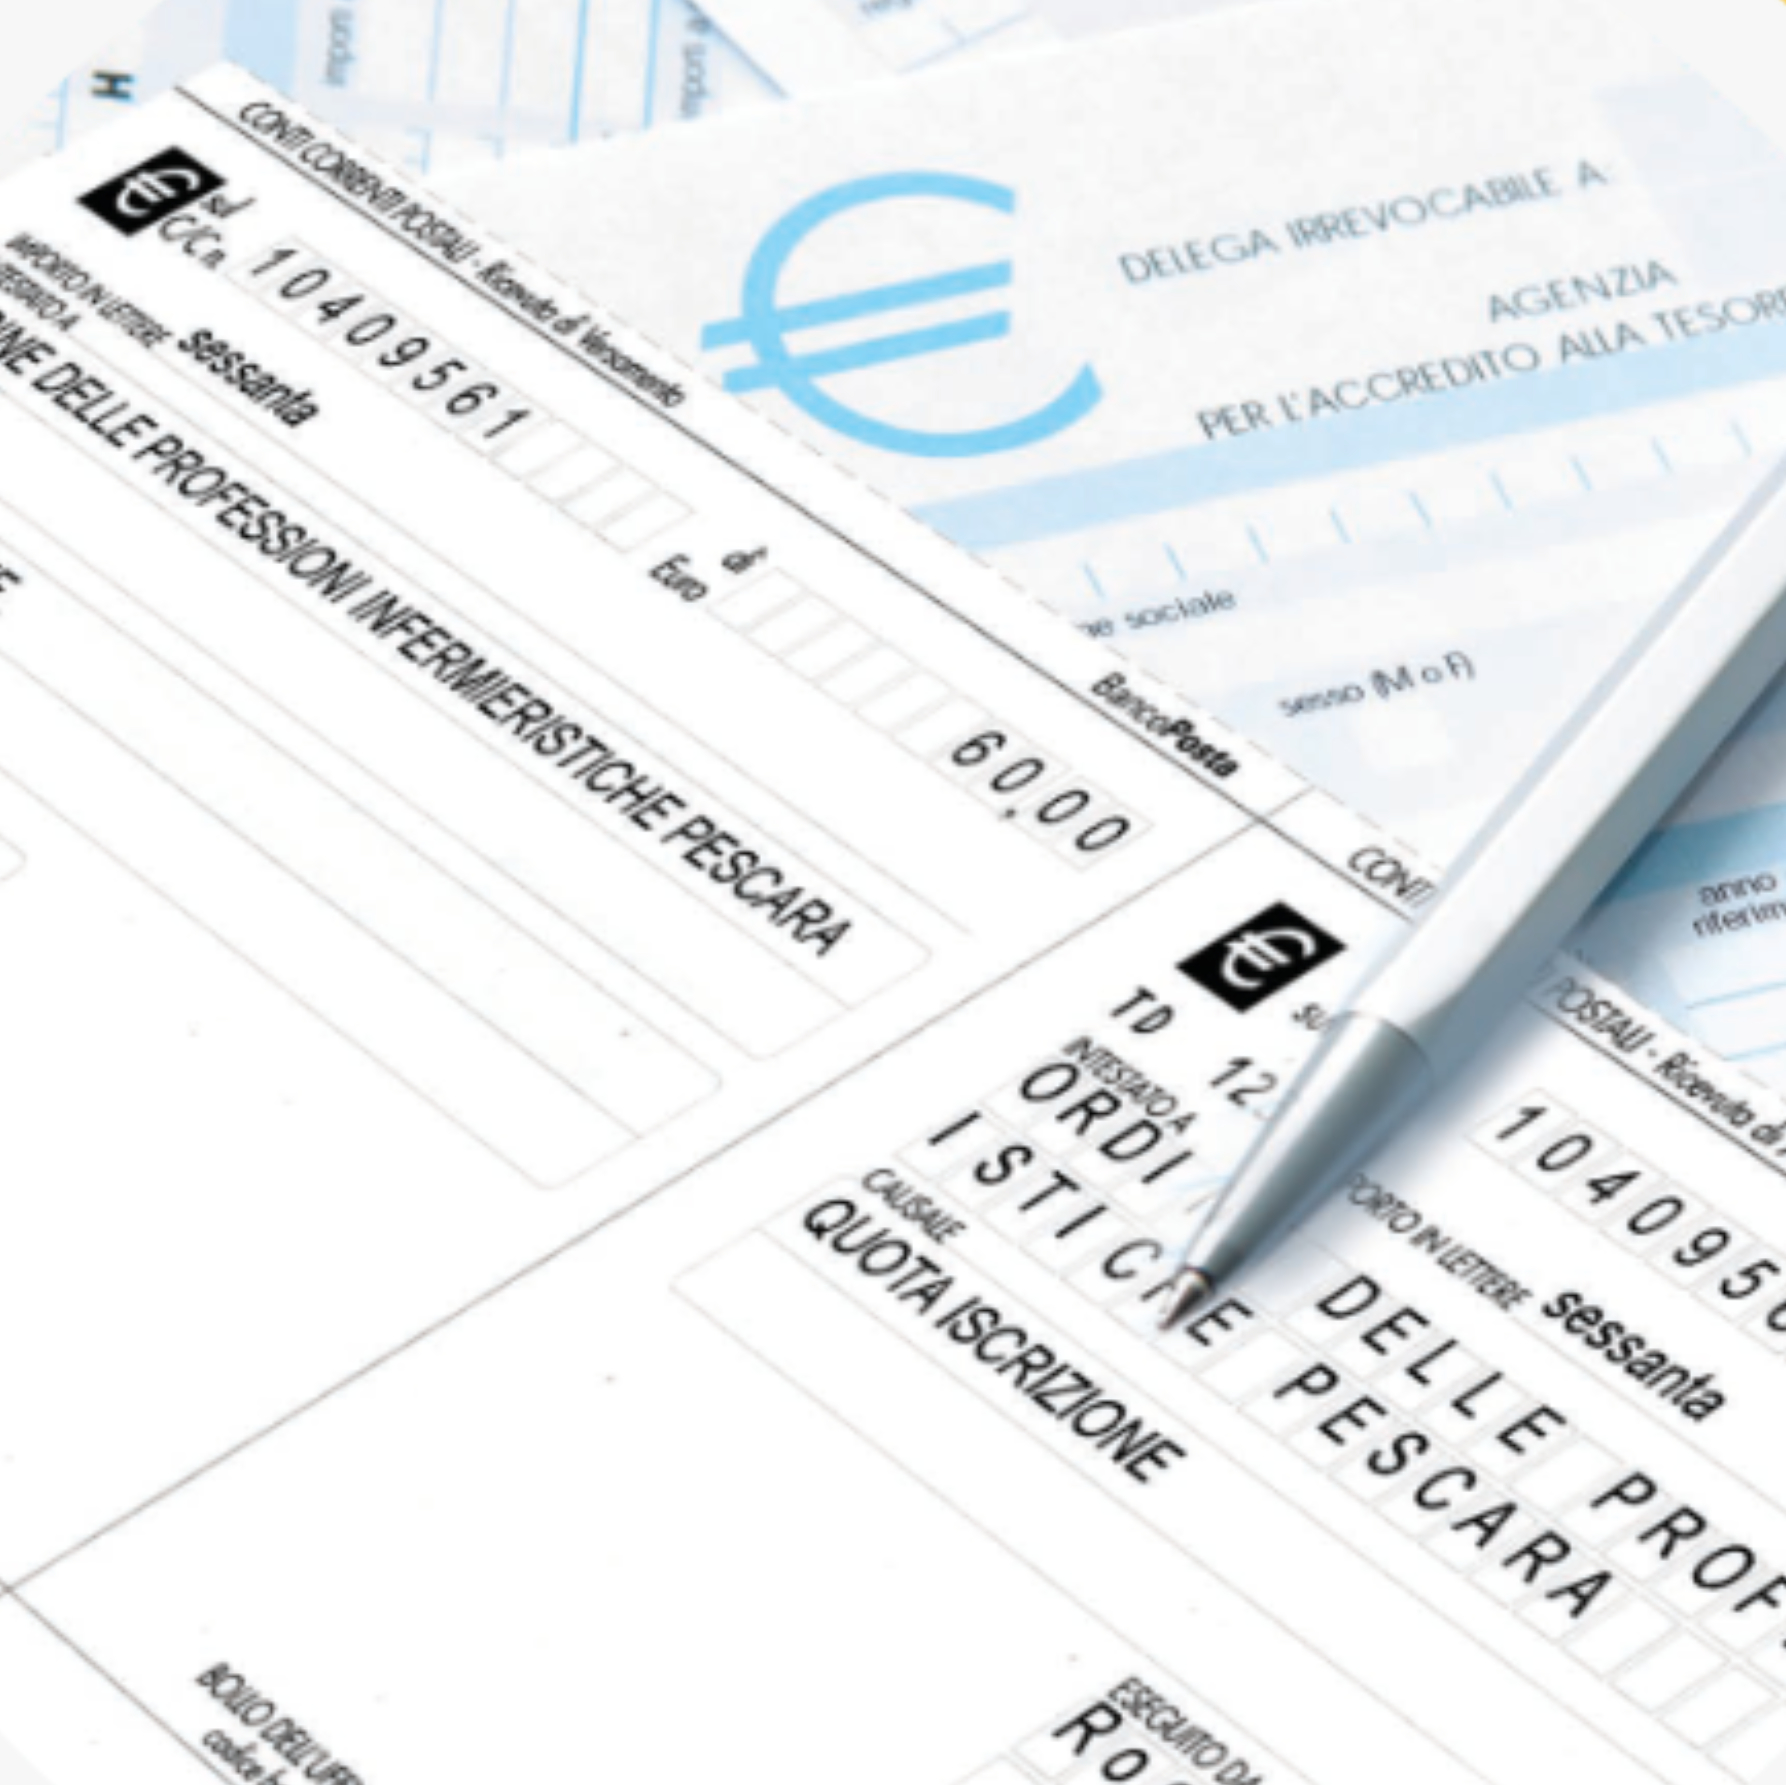 H
CONTI CORRENTI POSTALI - Ricevuta di Versamento
BancoPosta
€ sul C/C n. 10409561
di Euro 60,00
IMPORTO IN LETTERE sessanta
INE DELLE PROFESSIONI INFERMIERISTICHE PESCARA
€
DELEGA IRREVOCABILE A:
AGENZIA
PER L'ACCREDITO ALLA TESOR
ne sociale
sesso (M o F)
anno
riferim
CONTI
POSTALI - Ricevuta di
€ su
TD 12
1040956
INTESTATO A
PORTO IN LETTERE sessanta
ORDI DELLE PROF
ISTICHE PESCARA
CAUSALE
QUOTA ISCRIZIONE
ESEGUITO DA
Ro
BOLLO DELL'UFF
codice